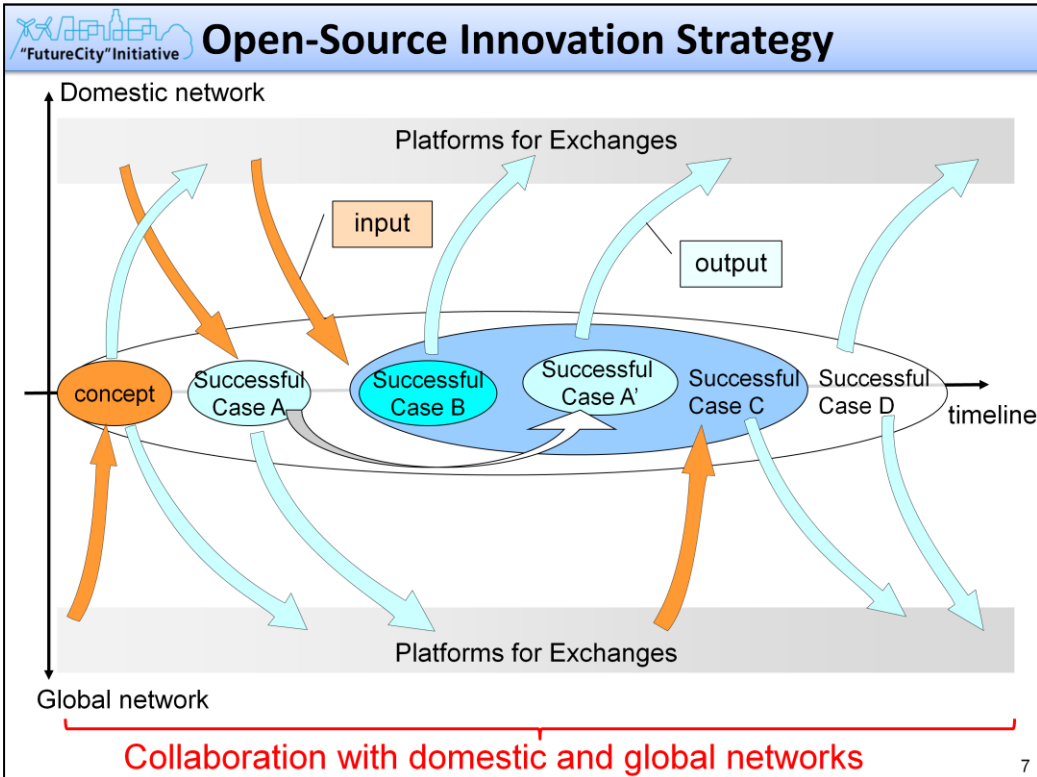 "FutureCity"Initiative
Open-Source Innovation Strategy
Domestic network
Platforms for Exchanges
input
output
concept
Successful
Case A
Successful
Case B
Successful
Case A’
Successful
Case C
Successful
Case D
timeline
Platforms for Exchanges
Global network
Collaboration with domestic and global networks
7